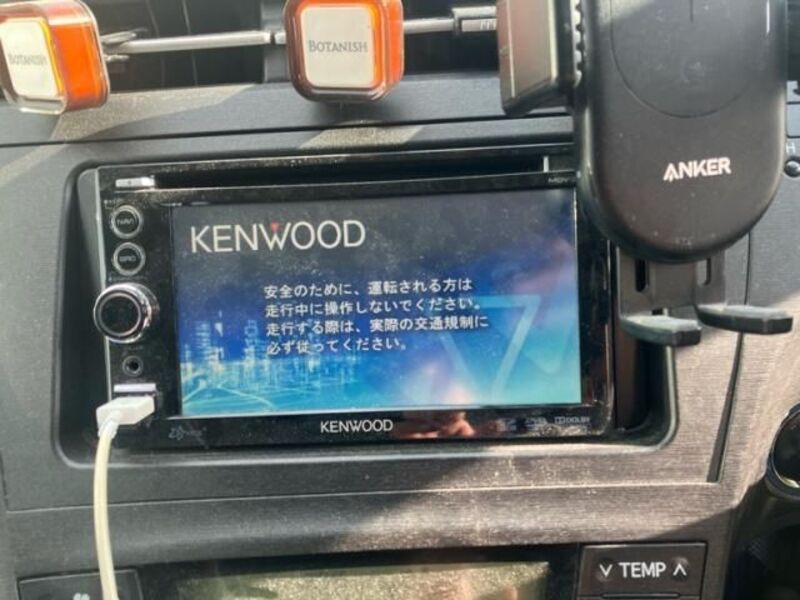 BOTANISH
BOTANISH
ANKER
H
NAVI
KENWOOD
安全のために、運転される方は
走行中に操作しないでください。
走行する際は、実際の交通規制に
必ず従ってください。
KENWOOD
DOLBY
TEMP